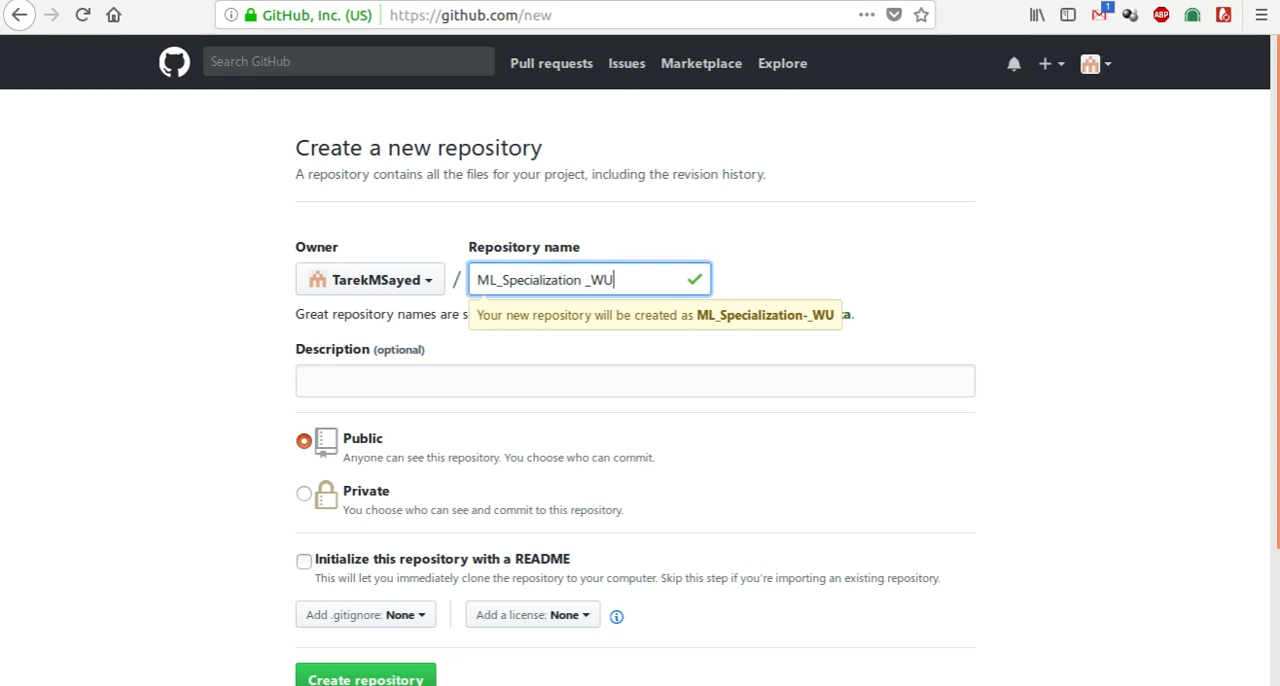 GitHub, Inc. (US) https://github.com/new
1
ABP
Search GitHub Pull requests Issues Marketplace Explore
Create a new repository
A repository contains all the files for your project, including the revision history.
Owner Repository name
TarekMSayed / ML_Specialization _WU
Great repository names are s Your new repository will be created as ML_Specialization-_WU a.
Description (optional)
Public
Anyone can see this repository. You choose who can commit.
Private
You choose who can see and commit to this repository.
Initialize this repository with a README
This will let you immediately clone the repository to your computer. Skip this step if you're importing an existing repository.
Add .gitignore: None Add a license: None
Create repository